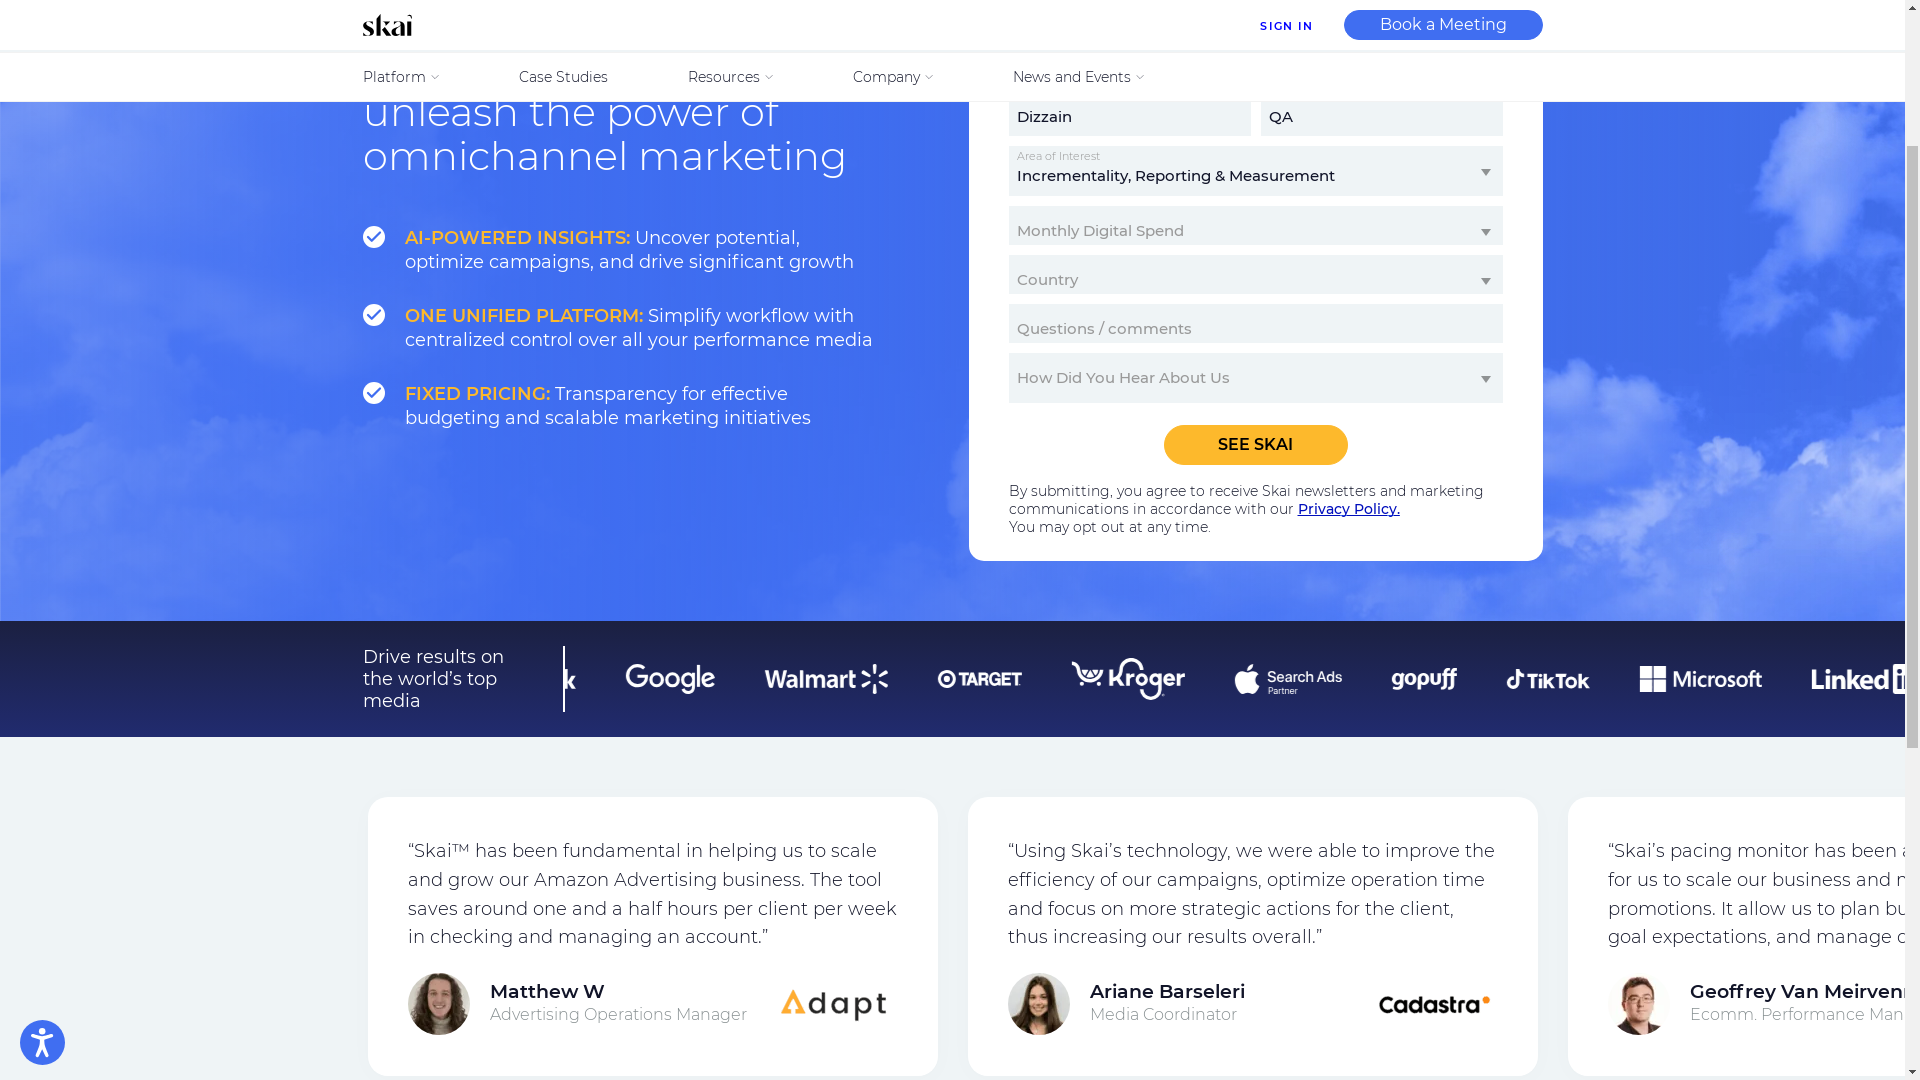 skai
SIGN IN
Book a Meeting
Platform
Case Studies
Resources
Company
News and Events
unleash the power of
omnichannel marketing
AI-POWERED INSIGHTS: Uncover potential,
optimize campaigns, and drive significant growth
ONE UNIFIED PLATFORM: Simplify workflow with
centralized control over all your performance media
FIXED PRICING: Transparency for effective
budgeting and scalable marketing initiatives
Dizzain
QA
Area of Interest
Incrementality, Reporting & Measurement
Monthly Digital Spend
Country
Questions / comments
How Did You Hear About Us
SEE SKAI
By submitting, you agree to receive Skai newsletters and marketing
communications in accordance with our Privacy Policy.
You may opt out at any time.
Drive results on
the world’s top
media
k
Google
Walmart
TARGET
Kroger
Search Ads
Partner
gopuff
TikTok
Microsoft
Linked
“Skai™ has been fundamental in helping us to scale
and grow our Amazon Advertising business. The tool
saves around one and a half hours per client per week
in checking and managing an account.”
Matthew W
Advertising Operations Manager
Adapt
“Using Skai’s technology, we were able to improve the
efficiency of our campaigns, optimize operation time
and focus on more strategic actions for the client,
thus increasing our results overall.”
Ariane Barseleri
Media Coordinator
Cadastra
“Skai’s pacing monitor has been
for us to scale our business and
promotions. It allow us to plan
goal expectations, and manage
Geoffrey Van
Ecomm. Performance